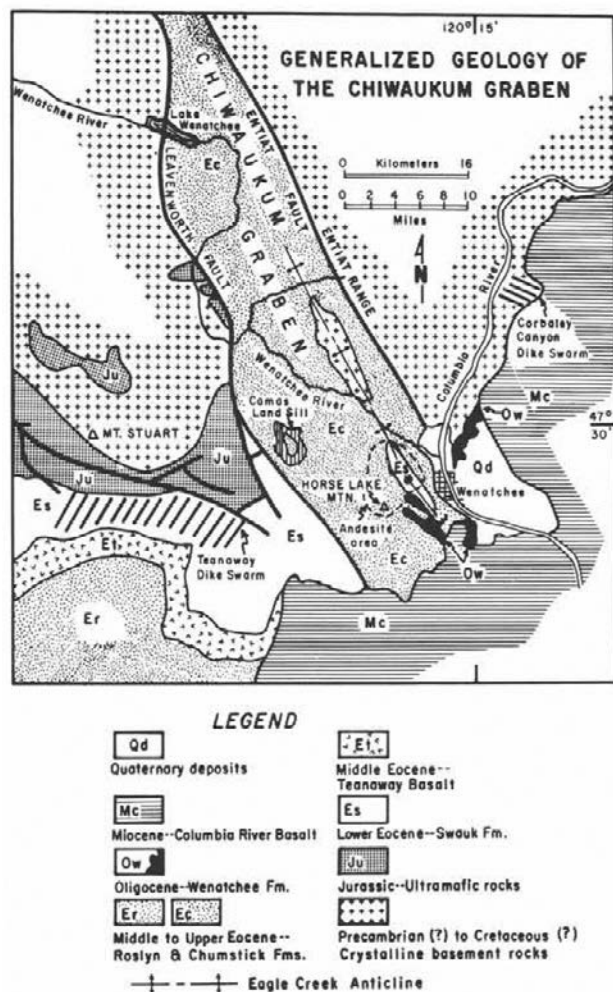 120° 15'
GENERALIZED GEOLOGY OF
THE CHIWAUKUM GRABEN
Wenatchee River
Lake
Wenatchee
CHIWAUKUM
GRABEN
ENTIAT FAULT
ENTIAT RANGE
LEAVENWORTH
FAULT
Ec
0 Kilometers 16
0 2 4 6 8 10
Miles
N
Columbia
River
Corbaley
Canyon
Dike Swarm
Mc
Ow
47°
30'
Ju
MT. STUART
Ju
Ju
Wenatchee River
Camas
Land Sill
Ec
Es
Qd
Wenatchee
HORSE LAKE
MTN.
Andesite
area
Es
Es
Teanaway
Dike Swarm
Et
Ec
Ow
Er
Mc
LEGEND
Qd
Quaternary deposits
Et
Middle Eocene--
Teanaway Basalt
Mc
Miocene--Columbia River Basalt
Es
Lower Eocene--Swauk Fm.
Ow
Oligocene--Wenatchee Fm.
Ju
Jurassic--Ultramafic rocks
Er Ec
Middle to Upper Eocene--
Roslyn & Chumstick Fms.
Precambrian (?) to Cretaceous (?)
Crystalline basement rocks
Eagle Creek Anticline